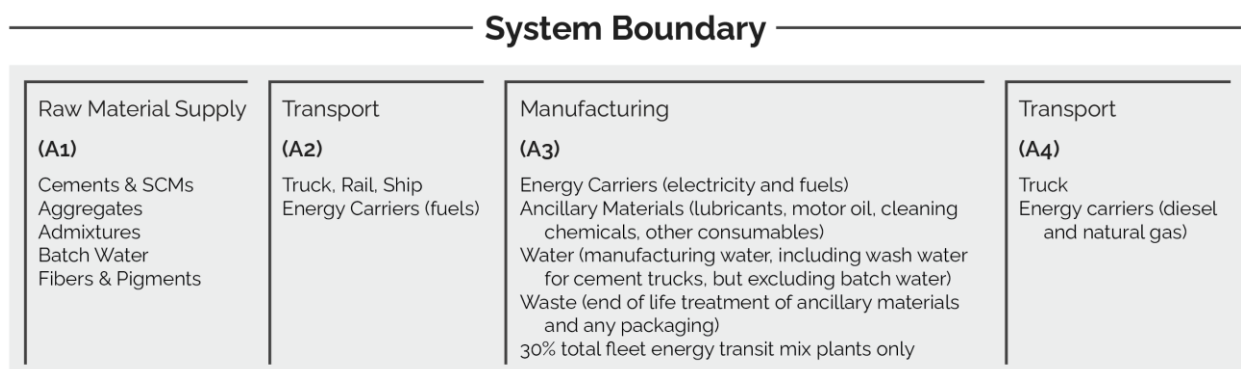 System Boundary
Raw Material Supply
(A1)
Cements & SCMs
Aggregates
Admixtures
Batch Water
Fibers & Pigments
Transport
(A2)
Truck, Rail, Ship
Energy Carriers (fuels)
Manufacturing
(A3)
Energy Carriers (electricity and fuels)
Ancillary Materials (lubricants, motor oil, cleaning
chemicals, other consumables)
Water (manufacturing water, including wash water
for cement trucks, but excluding batch water)
Waste (end of life treatment of ancillary materials
and any packaging)
30% total fleet energy transit mix plants only
Transport
(A4)
Truck
Energy carriers (diesel
and natural gas)